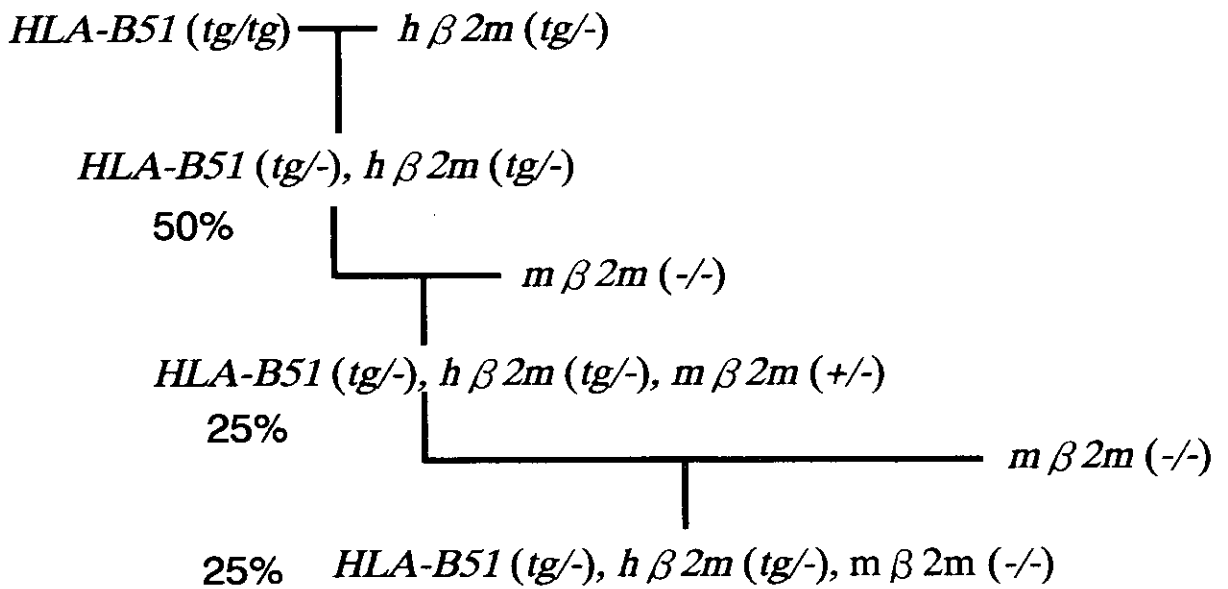 HLA-B51 (tg/tg) h β 2m (tg/-)
HLA-B51 (tg/-), h β 2m (tg/-)
50%
m β 2m (-/-)
HLA-B51 (tg/-), h β 2m (tg/-), m β 2m (+/-)
25%
m β 2m (-/-)
25% HLA-B51 (tg/-), h β 2m (tg/-), m β 2m (-/-)